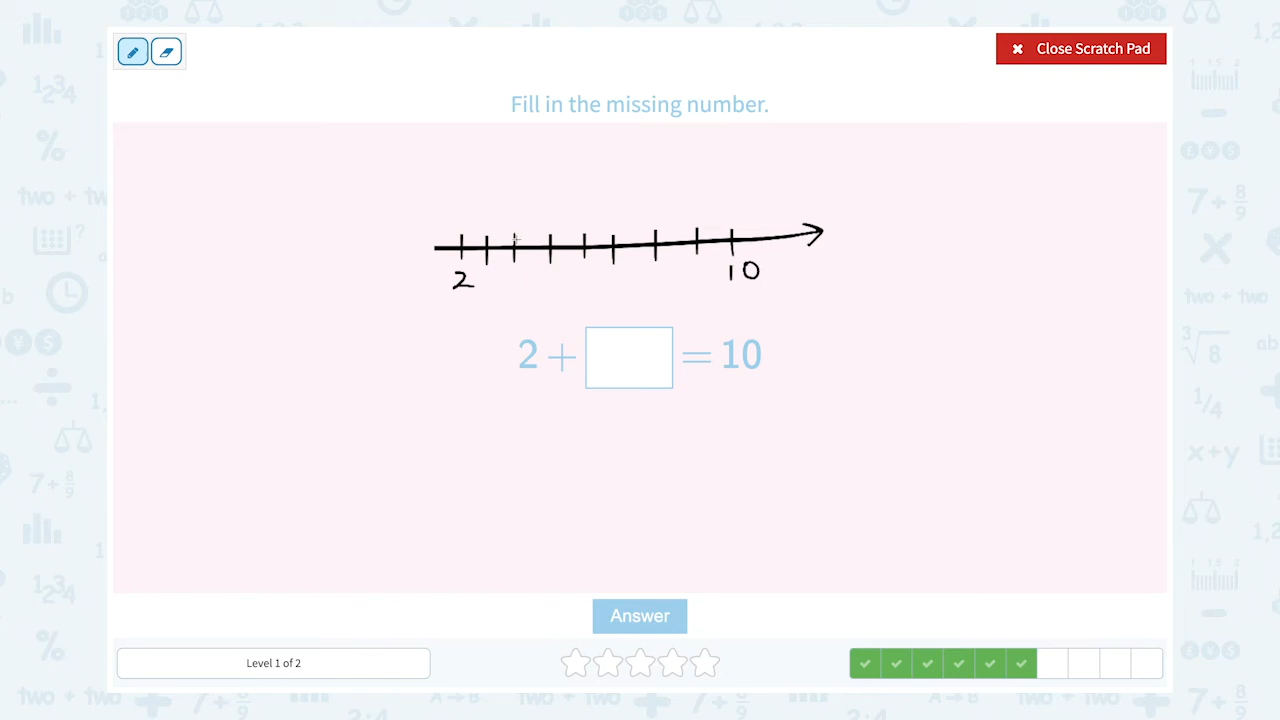 Close Scratch Pad
Fill in the missing number.
2 10
2 + = 10
Answer
Level 1 of 2